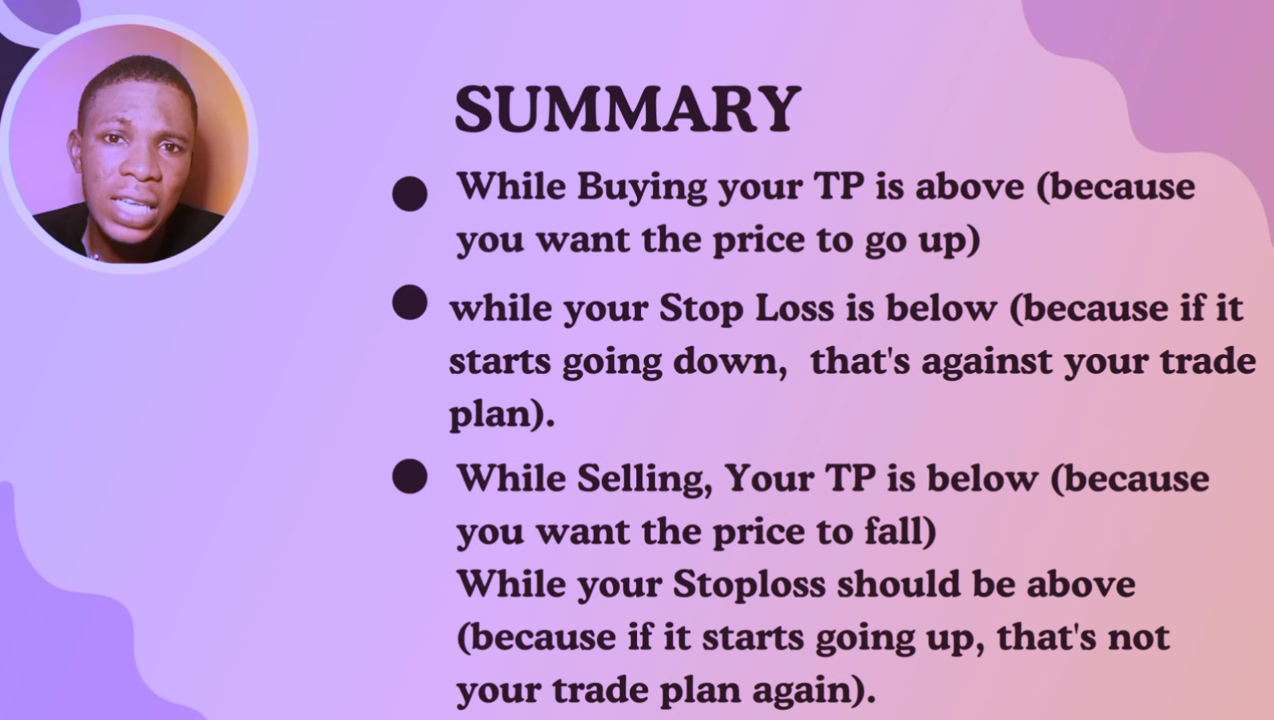 SUMMARY
While Buying your TP is above (because
you want the price to go up)
while your Stop Loss is below (because if it
starts going down,  that's against your trade
plan).
While Selling, Your TP is below (because
you want the price to fall)
While your Stoploss should be above
(because if it starts going up, that's not
your trade plan again).